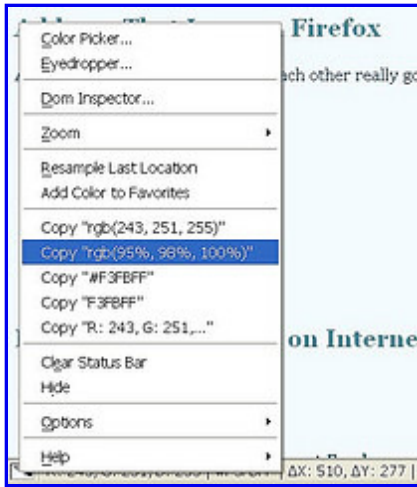 Firefox
Color Picker...
Eyedropper...
ach other really go
Dom Inspector...
Zoom
Resample Last Location
Add Color to Favorites
Copy "rgb(243, 251, 255)"
Copy "rgb(95%, 98%, 100%)"
Copy "#F3FBFF"
Copy "F3FBFF"
Copy "R: 243, G: 251,..."
on Interne
Clear Status Bar
Hide
Options
Help
ΔX: 510, ΔY: 277 |